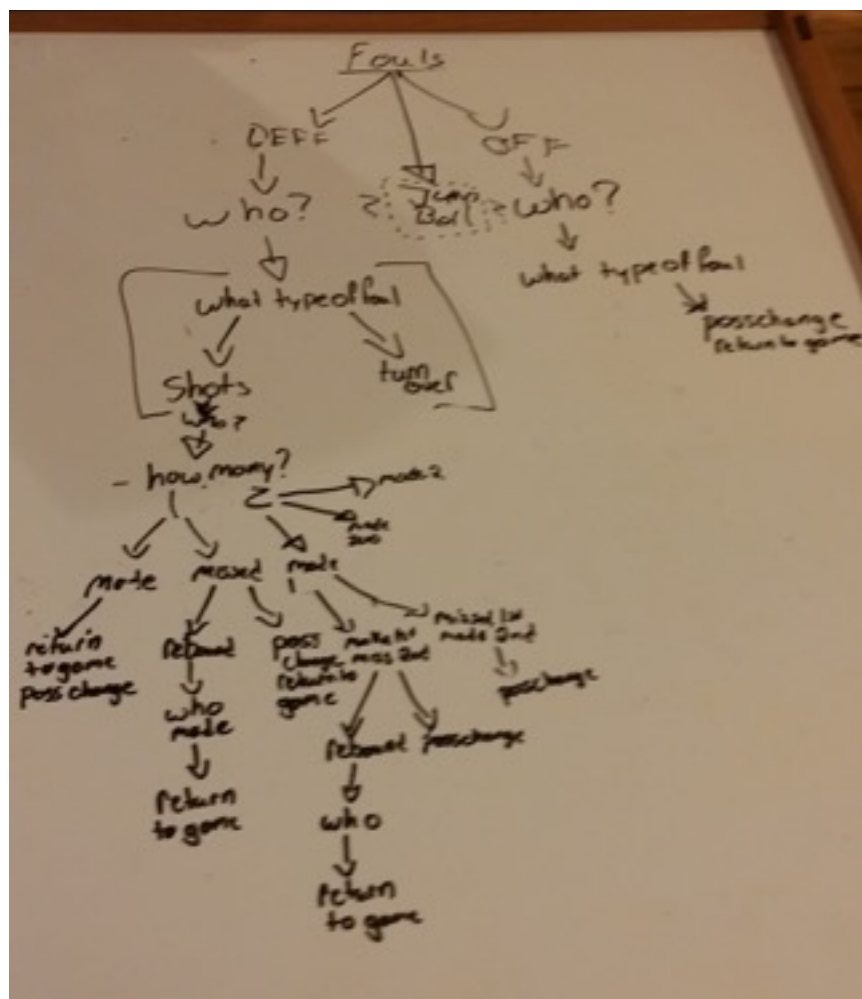 Fouls
DEFF
OFF
who?
Jump
Ball
who?
what type of foul
what type of foul
poss change
return to game
Shots
turn
over
who?
how many?
1
2
made 2
made
zero
made
missed
made
1
return
to game
poss change
rebound
poss
change
return to
game
make 1st
miss 2nd
missed 1st
made 2nd
poss change
who
made
rebound
poss change
return
to game
who
return
to game